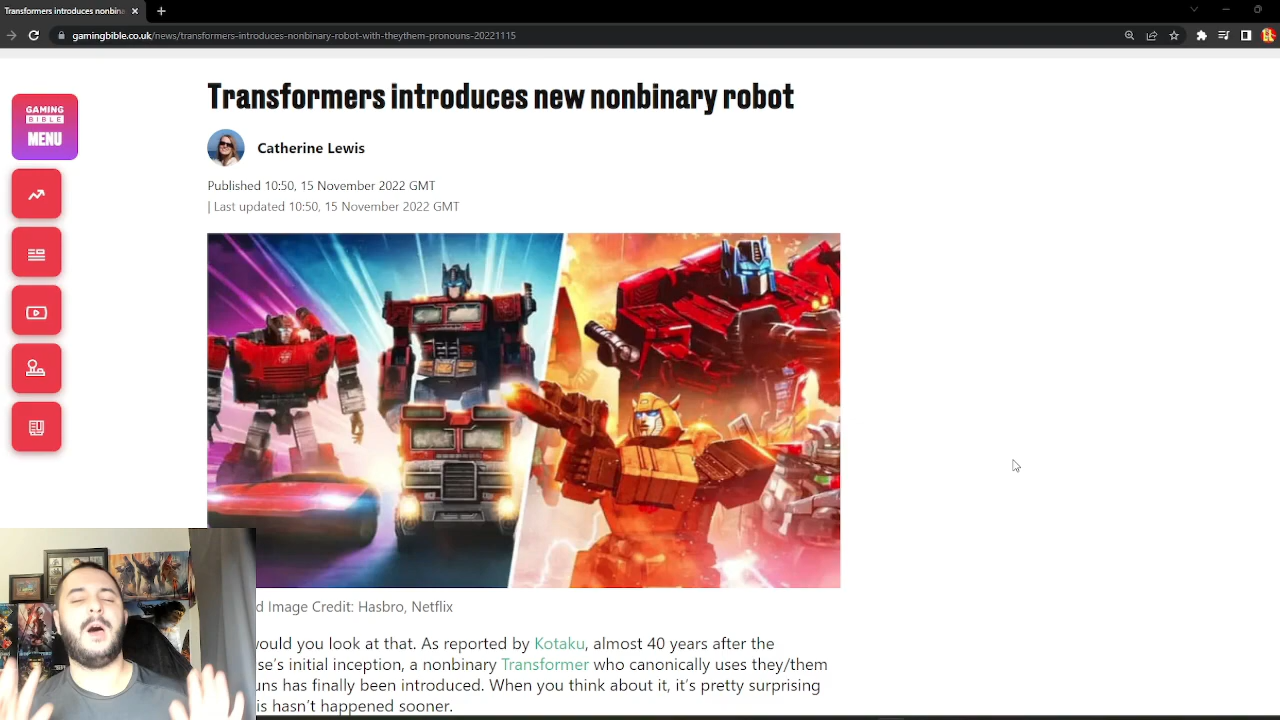 Transformers introduces nonbina
gamingbible.co.uk/news/transformers-introduces-nonbinary-robot-with-theythem-pronouns-20221115
GAMING
BIBLE
MENU
Transformers introduces new nonbinary robot
Catherine Lewis
Published 10:50, 15 November 2022 GMT
| Last updated 10:50, 15 November 2022 GMT
d Image Credit: Hasbro, Netflix
ould you look at that. As reported by Kotaku, almost 40 years after the
se's initial inception, a nonbinary Transformer who canonically uses they/them
uns has finally been introduced. When you think about it, it's pretty surprising
is hasn't happened sooner.